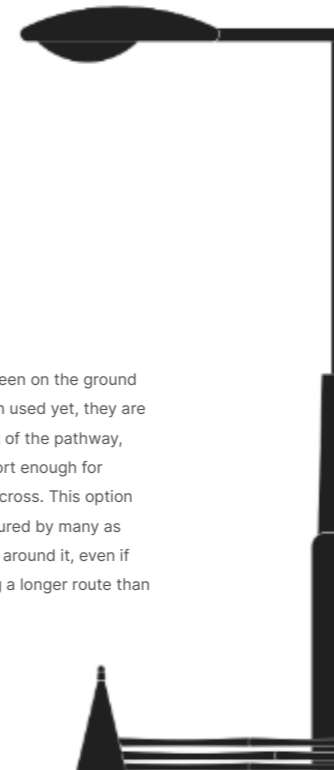 een on the ground
used yet, they are
of the pathway,
ort enough for
cross. This option
ured by many as
around it, even if
a longer route than